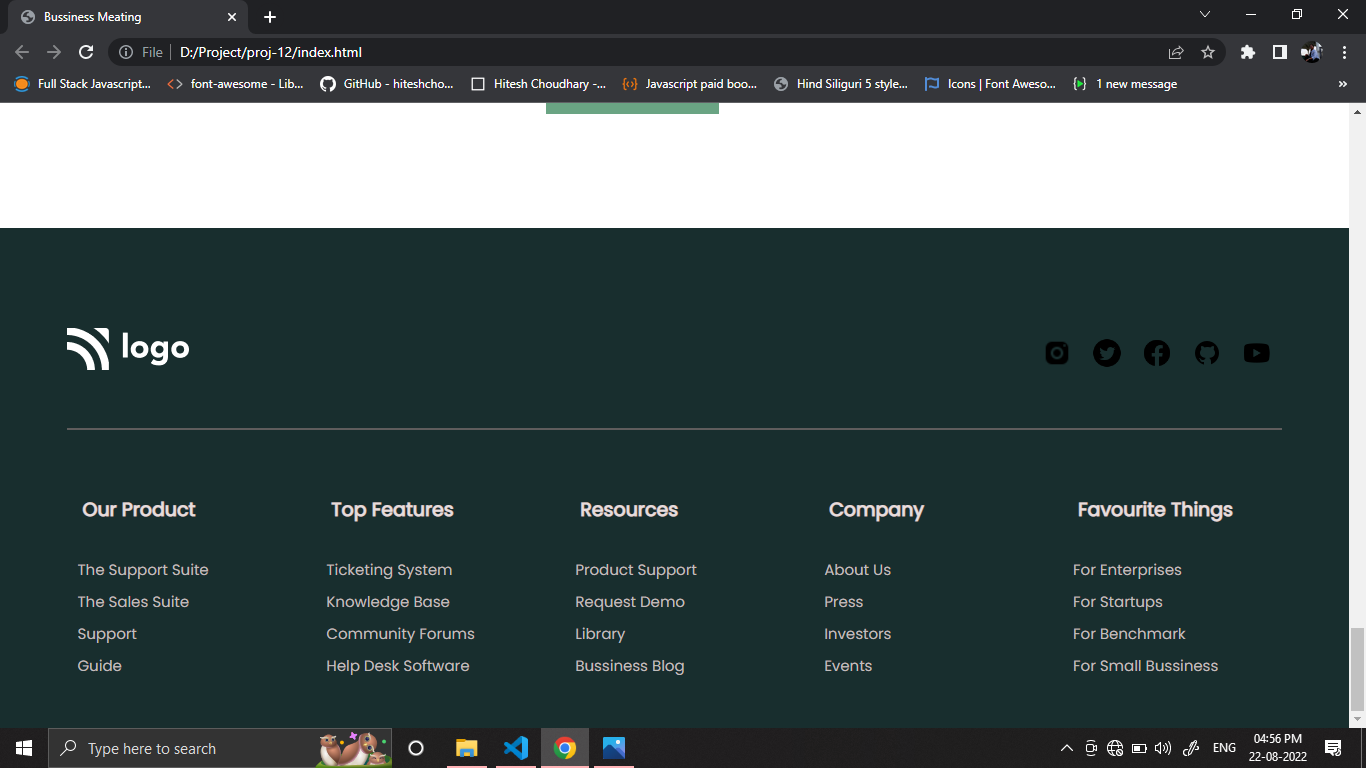 Bussiness Meating
File D:/Project/proj-12/index.html
Full Stack Javascript... font-awesome - Lib... GitHub - hiteshcho... Hitesh Choudhary -... Javascript paid boo... Hind Siliguri 5 style... Icons | Font Aweso... 1 new message »
logo
Our Product Top Features Resources Company Favourite Things
The Support Suite Ticketing System Product Support About Us For Enterprises
The Sales Suite Knowledge Base Request Demo Press For Startups
Support Community Forums Library Investors For Benchmark
Guide Help Desk Software Bussiness Blog Events For Small Bussiness
Type here to search
ENG
04:56 PM
22-08-2022